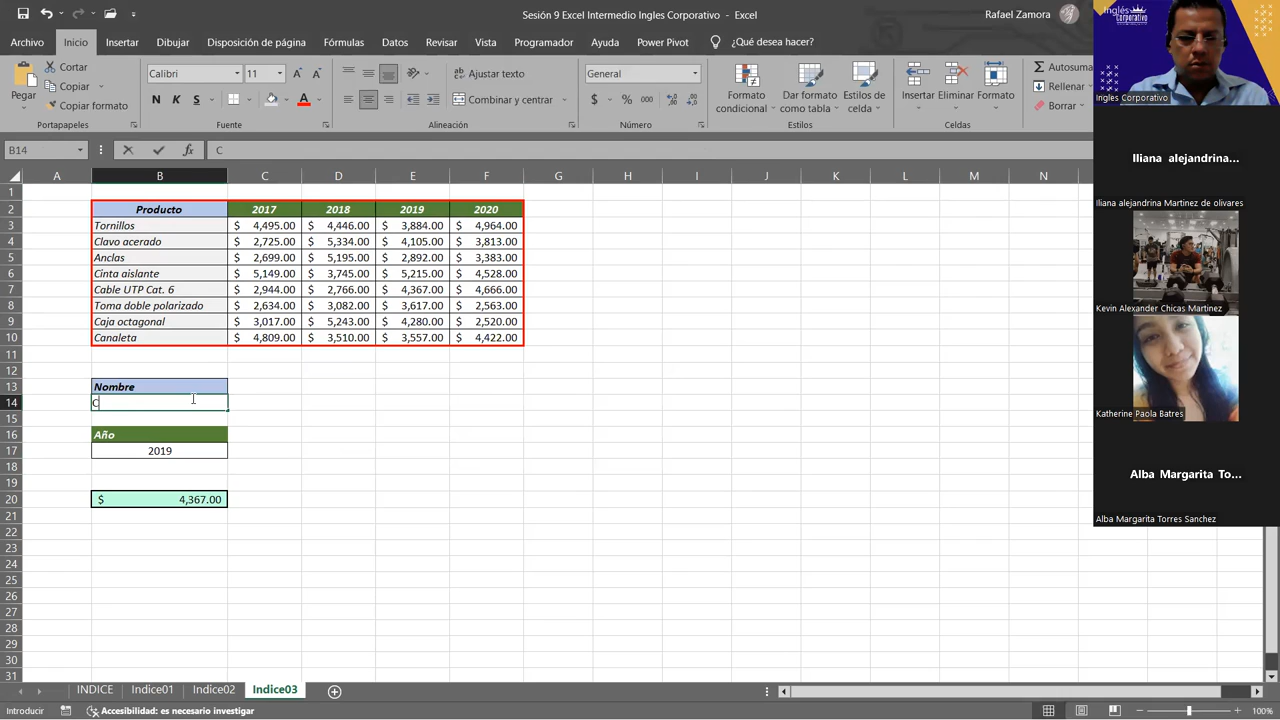 Sesión 9 Excel Intermedio Ingles Corporativo - Excel
Rafael Zamora
Archivo Inicio Insertar Dibujar Disposición de página Fórmulas Datos Revisar Vista Programador Ayuda Power Pivot ¿Qué desea hacer?
Pegar
Cortar
Copiar
Copiar formato
Portapapeles
Calibri 11
N K S
Fuente
Ajustar texto
Combinar y centrar
Alineación
General
$ % 000
Número
Formato condicional
Dar formato como tabla
Estilos de celda
Estilos
Insertar Eliminar Formato
Celdas
Autosuma
Rellenar
Borrar
B14 fx C
A B C D E F G H I J K L M N
1
2 Producto 2017 2018 2019 2020
3 Tornillos $ 4,495.00 $ 4,446.00 $ 3,884.00 $ 4,964.00
4 Clavo acerado $ 2,725.00 $ 5,334.00 $ 4,105.00 $ 3,813.00
5 Anclas $ 2,699.00 $ 5,195.00 $ 2,892.00 $ 3,383.00
6 Cinta aislante $ 5,149.00 $ 3,745.00 $ 5,215.00 $ 4,528.00
7 Cable UTP Cat. 6 $ 2,944.00 $ 2,766.00 $ 4,367.00 $ 4,666.00
8 Toma doble polarizado $ 2,634.00 $ 3,082.00 $ 3,617.00 $ 2,563.00
9 Caja octagonal $ 3,017.00 $ 5,243.00 $ 4,280.00 $ 2,520.00
10 Canaleta $ 4,809.00 $ 3,510.00 $ 3,557.00 $ 4,422.00
11
12
13 Nombre
14 C
15
16 Año
17 2019
18
19
20 $ 4,367.00
21
22
23
24
25
26
27
28
29
30
31
INDICE Indice01 Indice02 Indice03
Introducir
Accesibilidad: es necesario investigar
100%
Inglés
Corporativo
Ingles Corporativo
Iliana alejandrina...
Iliana alejandrina Martinez de olivares
Kevin Alexander Chicas Martinez
Katherine Paola Batres
Alba Margarita To...
Alba Margarita Torres Sanchez